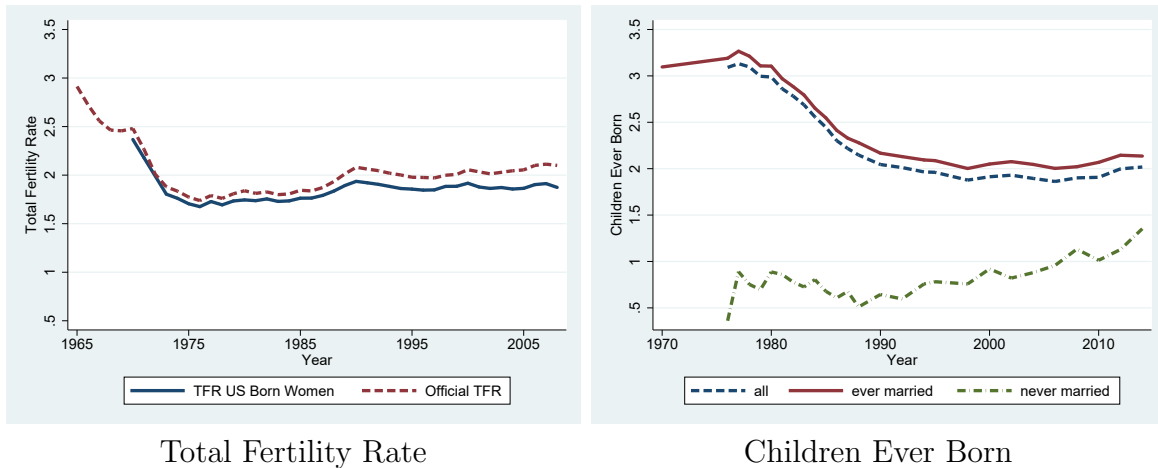 3.5
3
2.5
2
1.5
1
.5
Total Fertility Rate
1965 1975 1985 1995 2005
Year
TFR US Born Women Official TFR
Total Fertility Rate
3.5
3
2.5
2
1.5
1
.5
Children Ever Born
1970 1980 1990 2000 2010
Year
all ever married never married
Children Ever Born